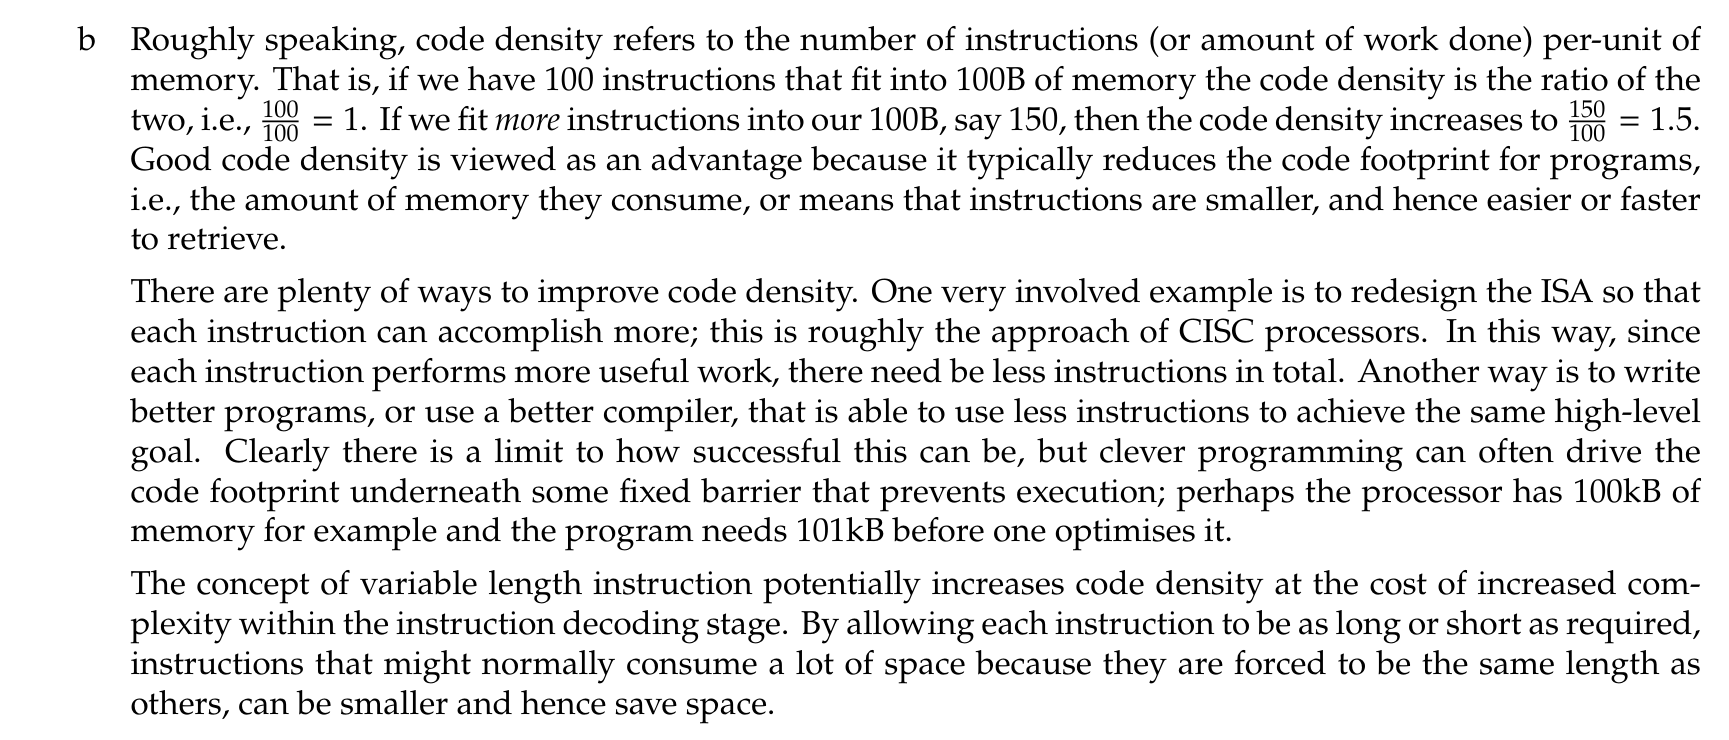 b Roughly speaking, code density refers to the number of instructions (or amount of work done) per-unit of
memory. That is, if we have 100 instructions that fit into 100B of memory the code density is the ratio of the
two, i.e., 100/100 = 1. If we fit more instructions into our 100B, say 150, then the code density increases to 150/100 = 1.5.
Good code density is viewed as an advantage because it typically reduces the code footprint for programs,
i.e., the amount of memory they consume, or means that instructions are smaller, and hence easier or faster
to retrieve.
There are plenty of ways to improve code density. One very involved example is to redesign the ISA so that
each instruction can accomplish more; this is roughly the approach of CISC processors. In this way, since
each instruction performs more useful work, there need be less instructions in total. Another way is to write
better programs, or use a better compiler, that is able to use less instructions to achieve the same high-level
goal. Clearly there is a limit to how successful this can be, but clever programming can often drive the
code footprint underneath some fixed barrier that prevents execution; perhaps the processor has 100kB of
memory for example and the program needs 101kB before one optimises it.
The concept of variable length instruction potentially increases code density at the cost of increased com-
plexity within the instruction decoding stage. By allowing each instruction to be as long or short as required,
instructions that might normally consume a lot of space because they are forced to be the same length as
others, can be smaller and hence save space.